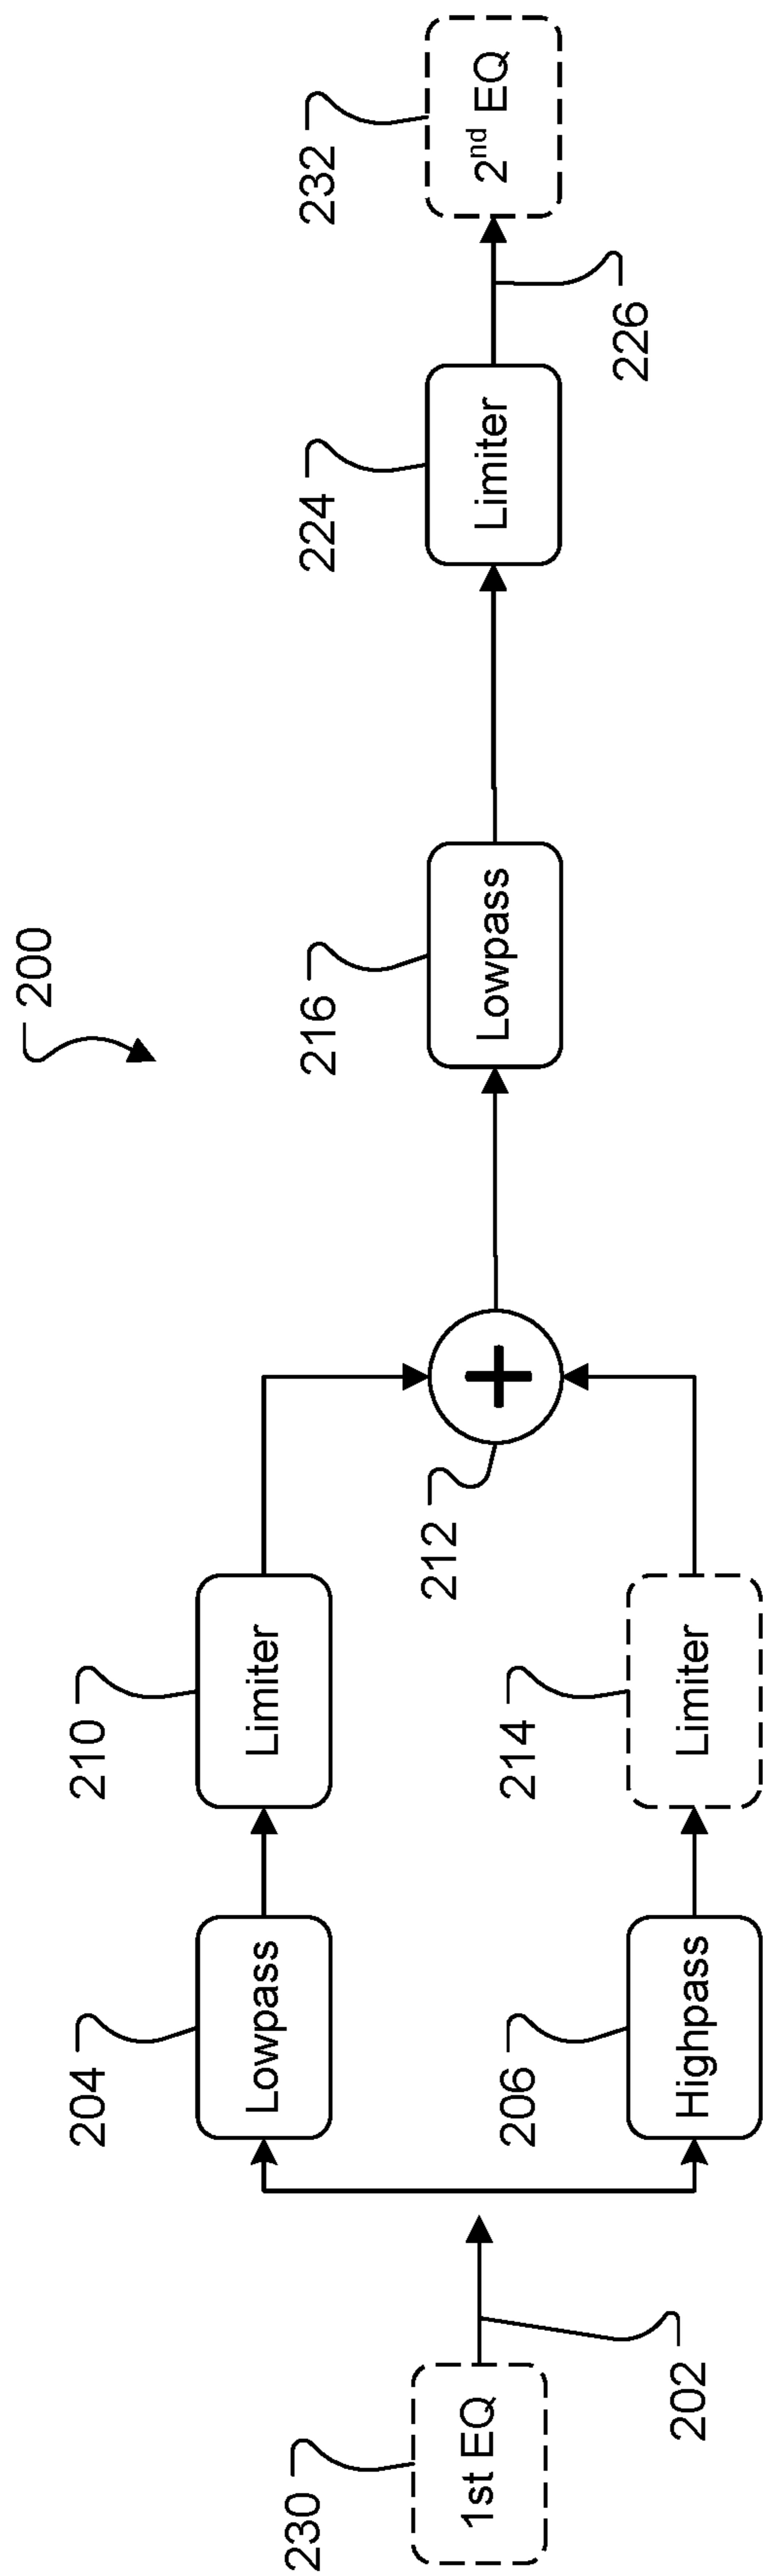 200
230
1st EQ
202
204
Lowpass
206
Highpass
210
Limiter
214
Limiter
212
+
216
Lowpass
224
Limiter
226
232
2nd EQ